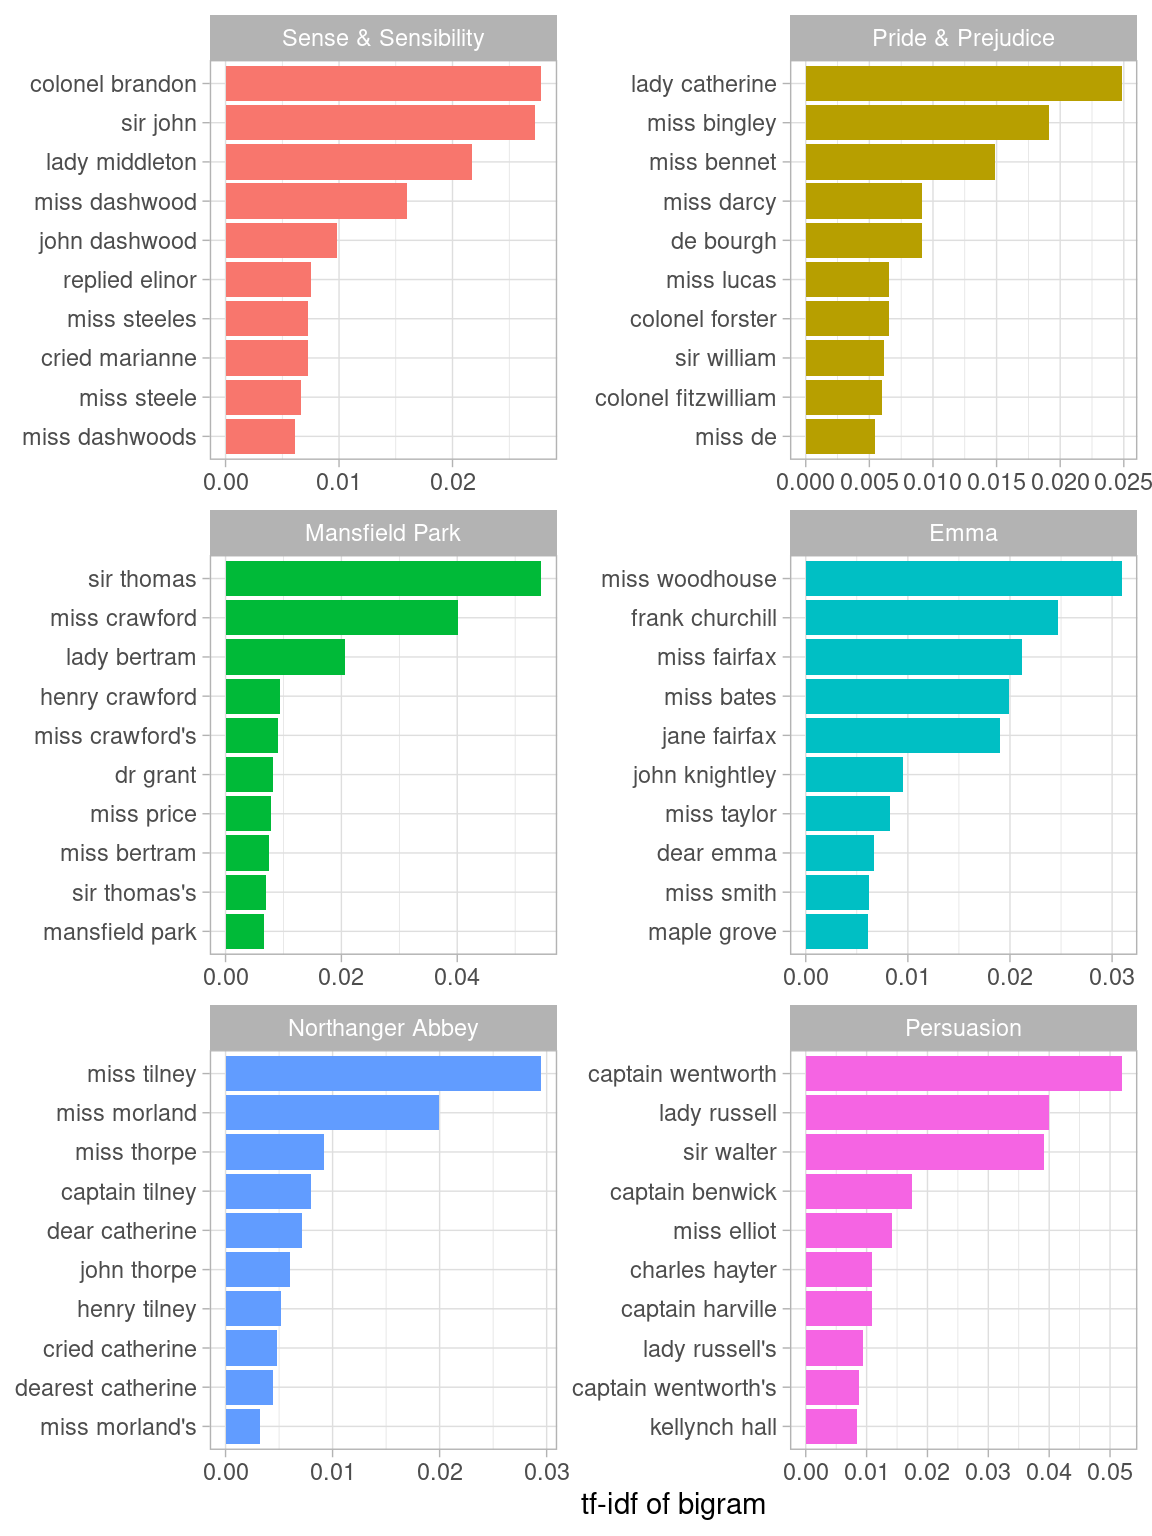 Sense & Sensibility
colonel brandon
sir john
lady middleton
miss dashwood
john dashwood
replied elinor
miss steeles
cried marianne
miss steele
miss dashwoods
0.00 0.01 0.02
Pride & Prejudice
lady catherine
miss bingley
miss bennet
miss darcy
de bourgh
miss lucas
colonel forster
sir william
colonel fitzwilliam
miss de
0.000 0.005 0.010 0.015 0.020 0.025
Mansfield Park
sir thomas
miss crawford
lady bertram
henry crawford
miss crawford's
dr grant
miss price
miss bertram
sir thomas's
mansfield park
0.00 0.02 0.04
Emma
miss woodhouse
frank churchill
miss fairfax
miss bates
jane fairfax
john knightley
miss taylor
dear emma
miss smith
maple grove
0.00 0.01 0.02 0.03
Northanger Abbey
miss tilney
miss morland
miss thorpe
captain tilney
dear catherine
john thorpe
henry tilney
cried catherine
dearest catherine
miss morland's
0.00 0.01 0.02 0.03
Persuasion
captain wentworth
lady russell
sir walter
captain benwick
miss elliot
charles hayter
captain harville
lady russell's
captain wentworth's
kellynch hall
0.00 0.01 0.02 0.03 0.04 0.05
tf-idf of bigram